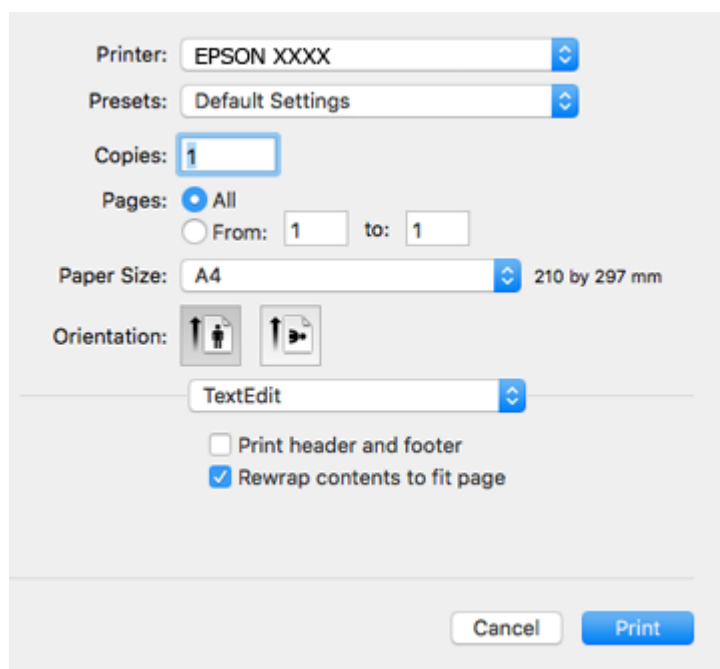 Printer: EPSON XXXX
Presets: Default Settings
Copies: 1
Pages: All
From: 1 to: 1
Paper Size: A4 210 by 297 mm
Orientation:
TextEdit
Print header and footer
Rewrap contents to fit page
Cancel Print